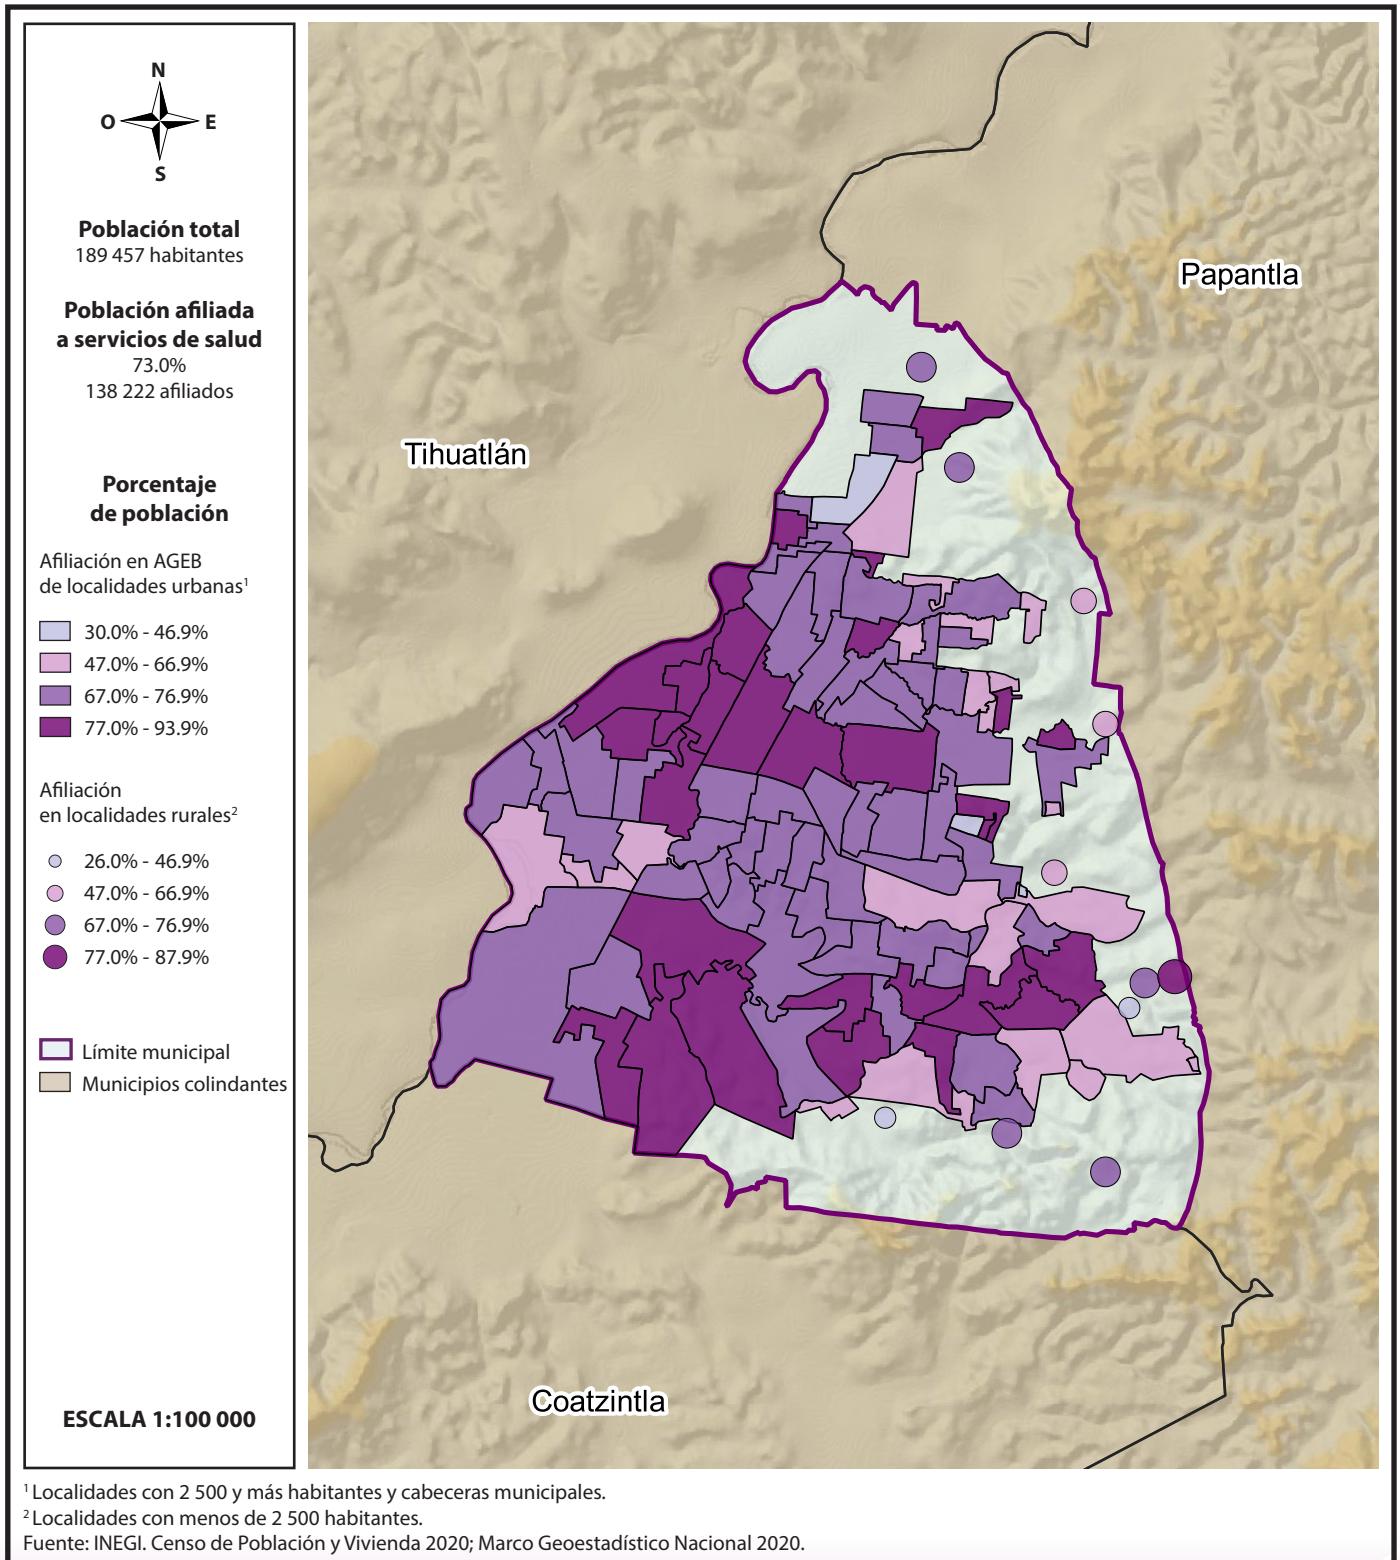 N
O E
S
Población total
189 457 habitantes
Población afiliada
a servicios de salud
73.0%
138 222 afiliados
Porcentaje
de población
Afiliación en AGEB
de localidades urbanas¹
30.0% - 46.9%
47.0% - 66.9%
67.0% - 76.9%
77.0% - 93.9%
Afiliación
en localidades rurales²
26.0% - 46.9%
47.0% - 66.9%
67.0% - 76.9%
77.0% - 87.9%
Límite municipal
Municipios colindantes
ESCALA 1:100 000
Papantla
Tihuatlán
Coatzintla
¹ Localidades con 2 500 y más habitantes y cabeceras municipales.
² Localidades con menos de 2 500 habitantes.
Fuente: INEGI. Censo de Población y Vivienda 2020; Marco Geoestadístico Nacional 2020.